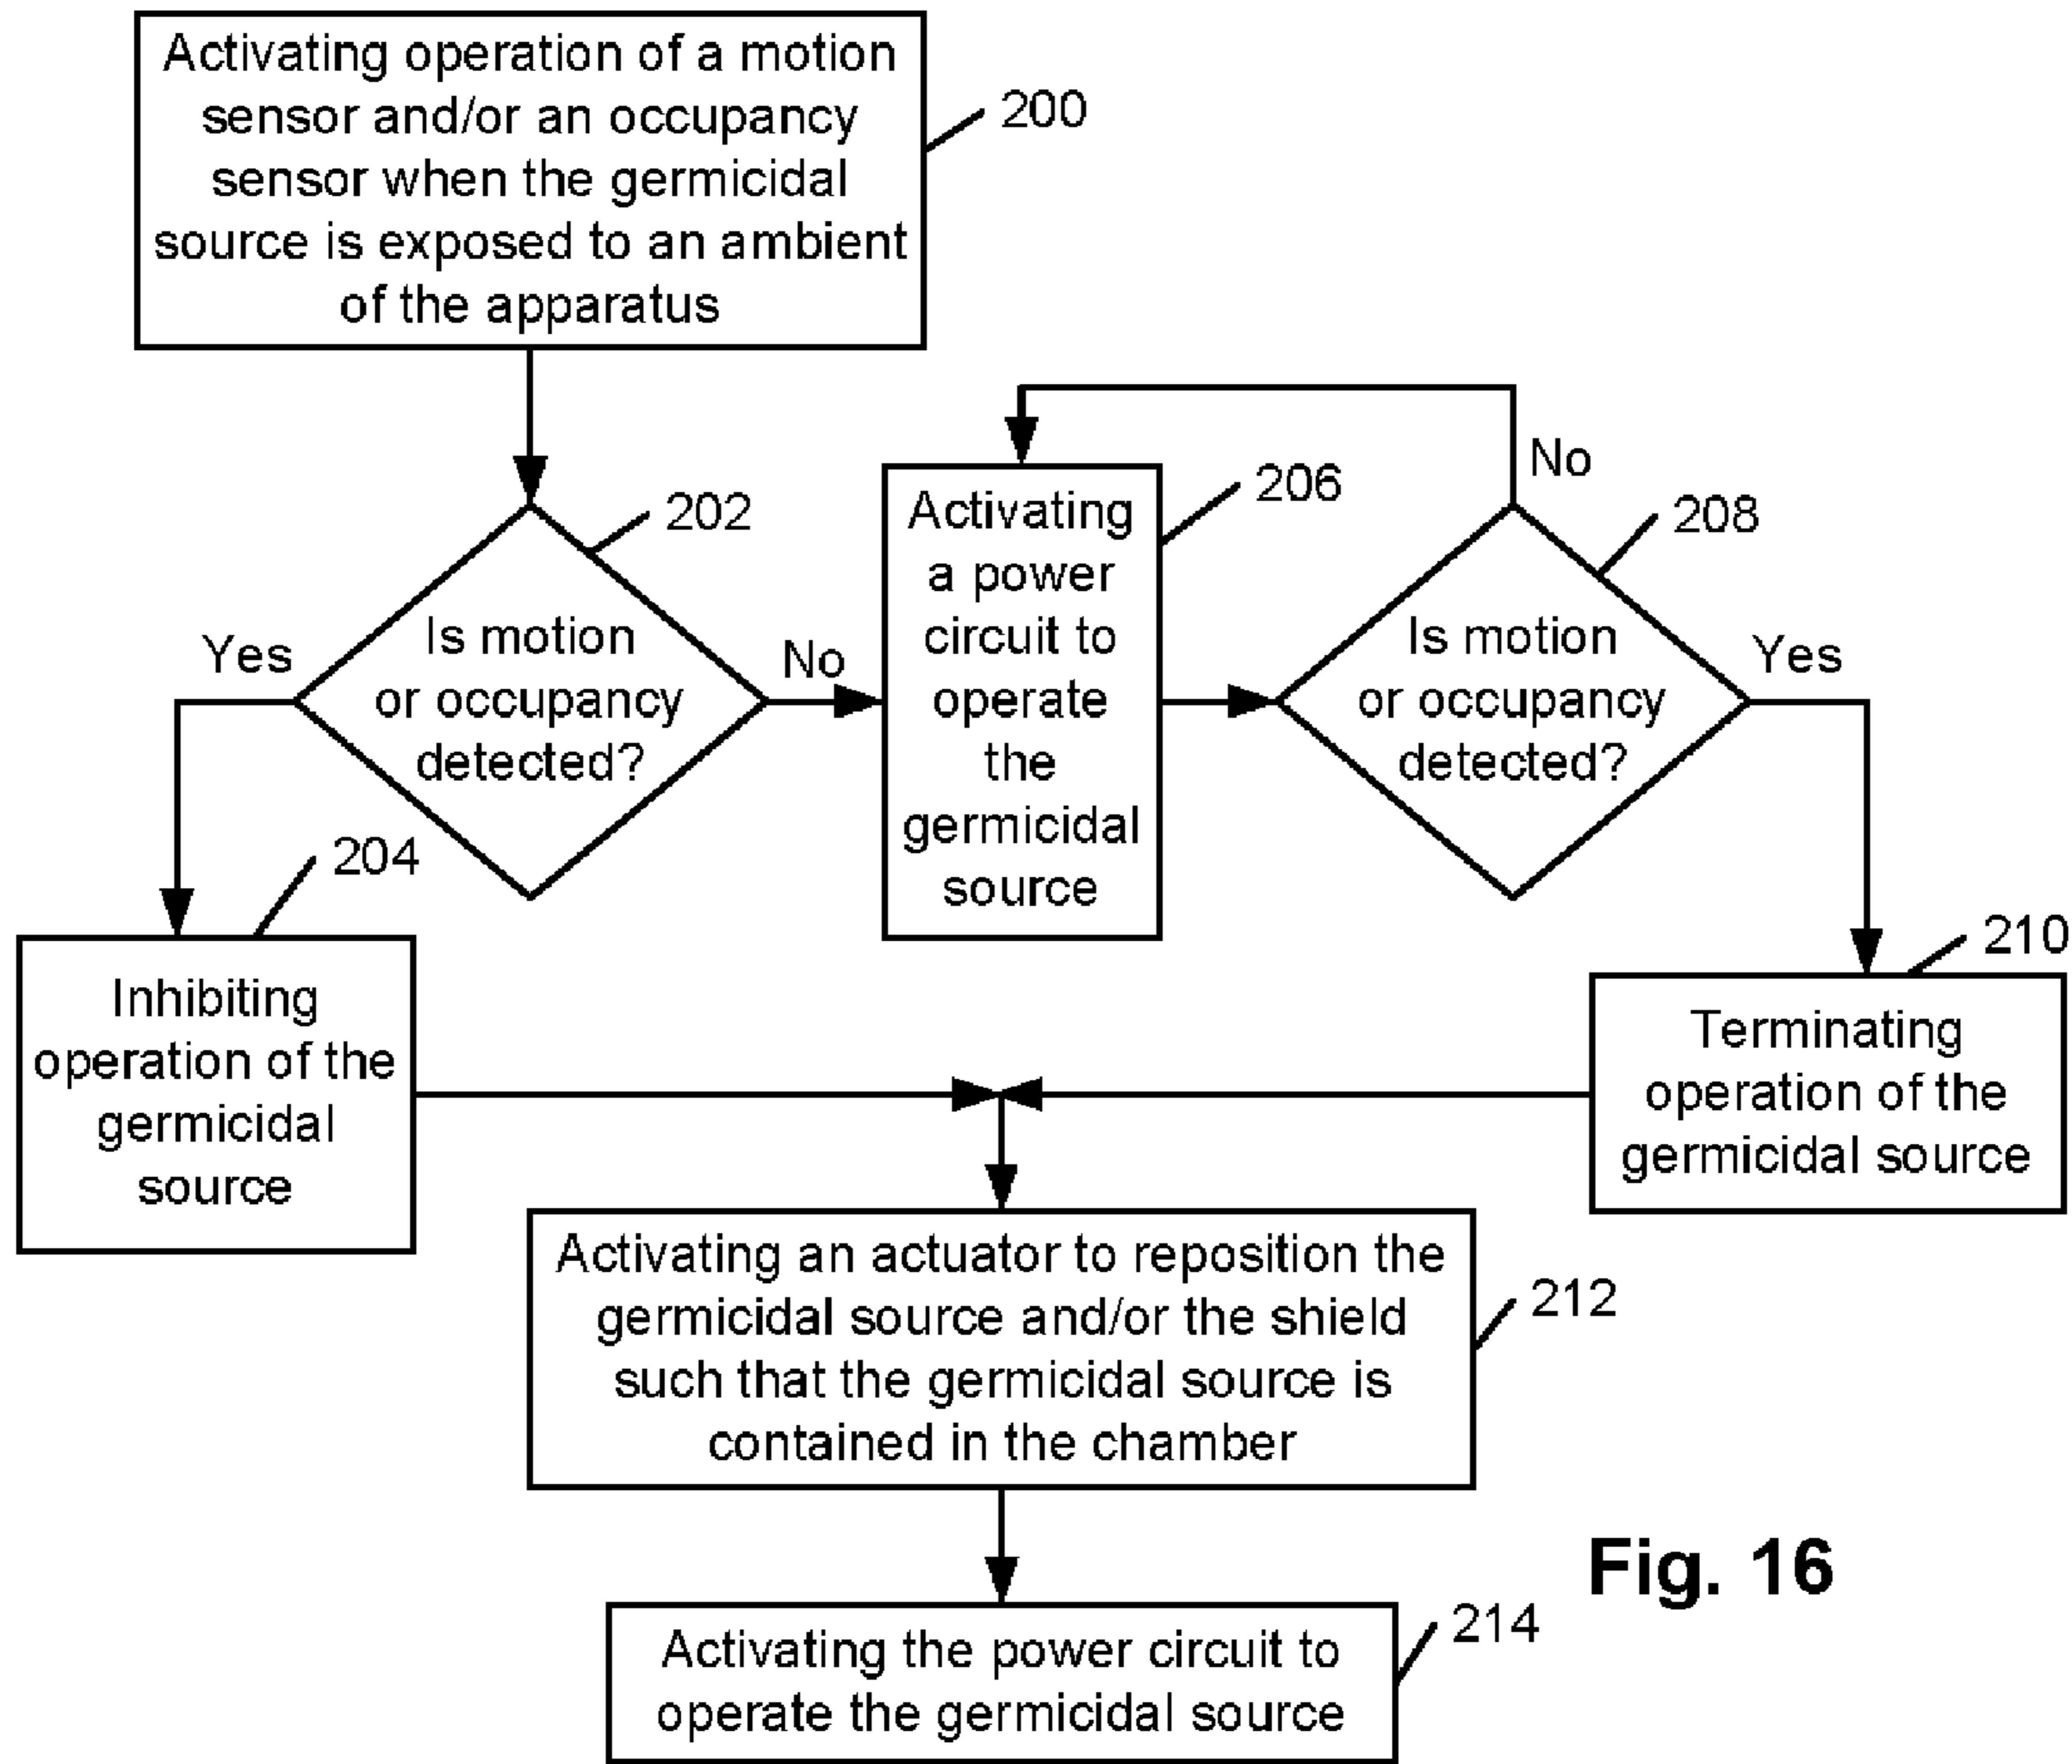 Activating operation of a motion
sensor and/or an occupancy
sensor when the germicidal
source is exposed to an ambient
of the apparatus
200
202
Is motion
or occupancy
detected?
Yes
No
204
Inhibiting
operation of the
germicidal
source
206
Activating
a power
circuit to
operate
the
germicidal
source
208
Is motion
or occupancy
detected?
No
Yes
210
Terminating
operation of the
germicidal source
Activating an actuator to reposition the
germicidal source and/or the shield
such that the germicidal source is
contained in the chamber
212
Activating the power circuit to
operate the germicidal source
214
Fig. 16